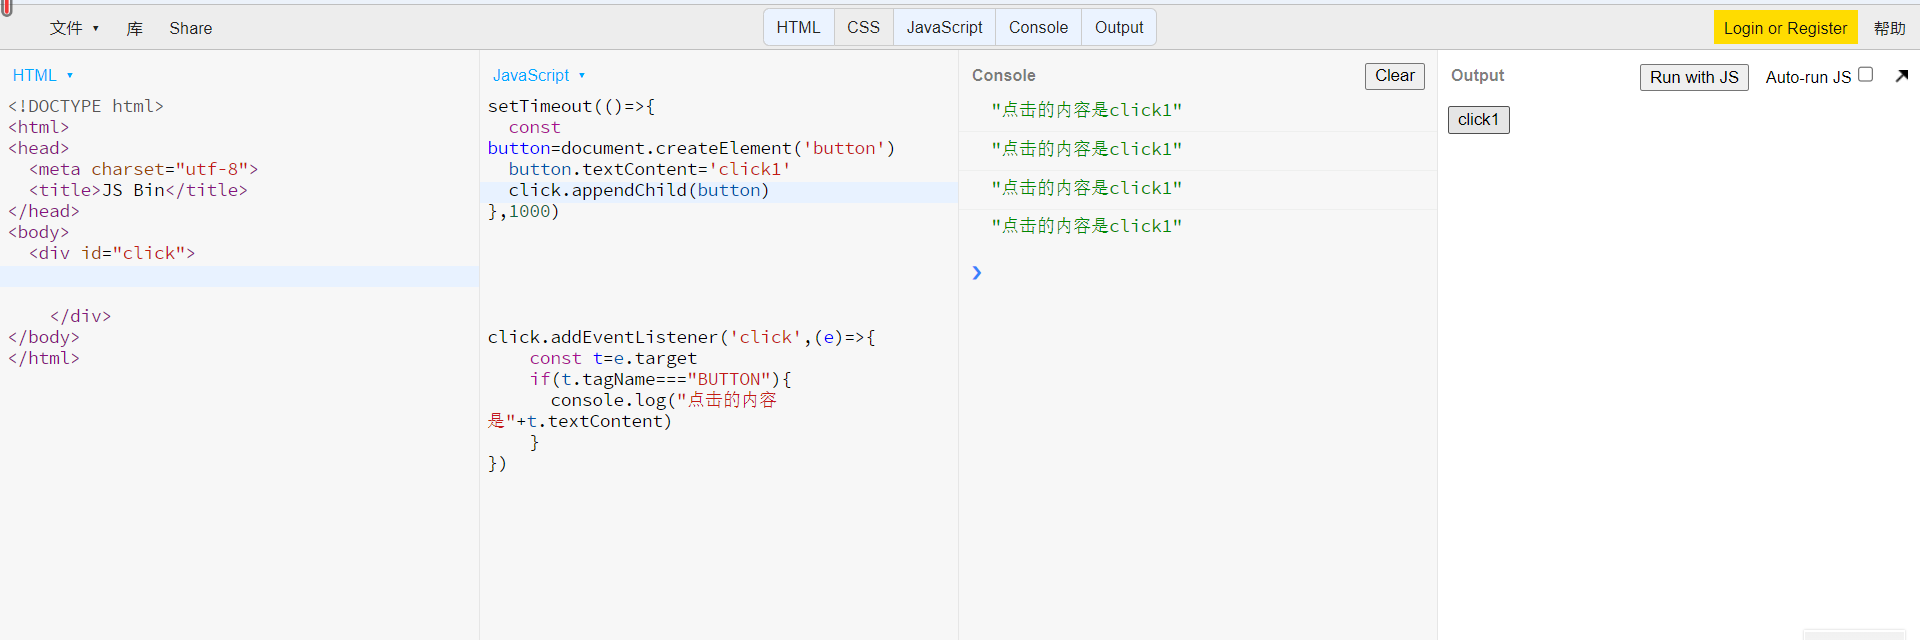 文件 ▾ 库 Share HTML CSS JavaScript Console Output Login or Register 帮助
HTML ▾
<!DOCTYPE html>
<html>
<head>
  <meta charset="utf-8">
  <title>JS Bin</title>
</head>
<body>
  <div id="click">
    </div>
</body>
</html>
JavaScript ▾
setTimeout(()=>{
  const
button=document.createElement('button')
  button.textContent='click1'
  click.appendChild(button)
},1000)
click.addEventListener('click',(e)=>{
    const t=e.target
    if(t.tagName==="BUTTON"){
      console.log("点击的内容
是"+t.textContent)
    }
})
Console Clear
"点击的内容是click1"
"点击的内容是click1"
"点击的内容是click1"
"点击的内容是click1"
Output Run with JS Auto-run JS
click1